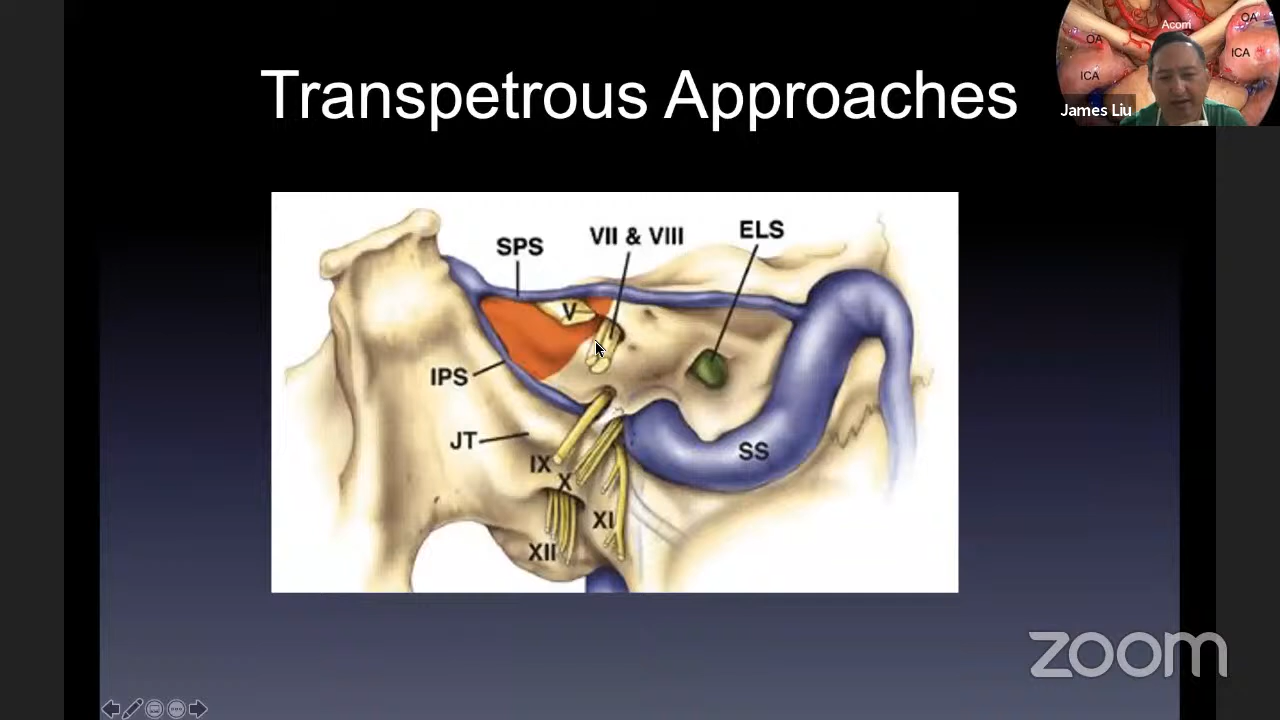 Transpetrous Approaches
Acom
OA
OA
ICA
ICA
James Liu
SPS
VII & VIII
ELS
V
IPS
JT
SS
IX
X
XI
XII
zoom